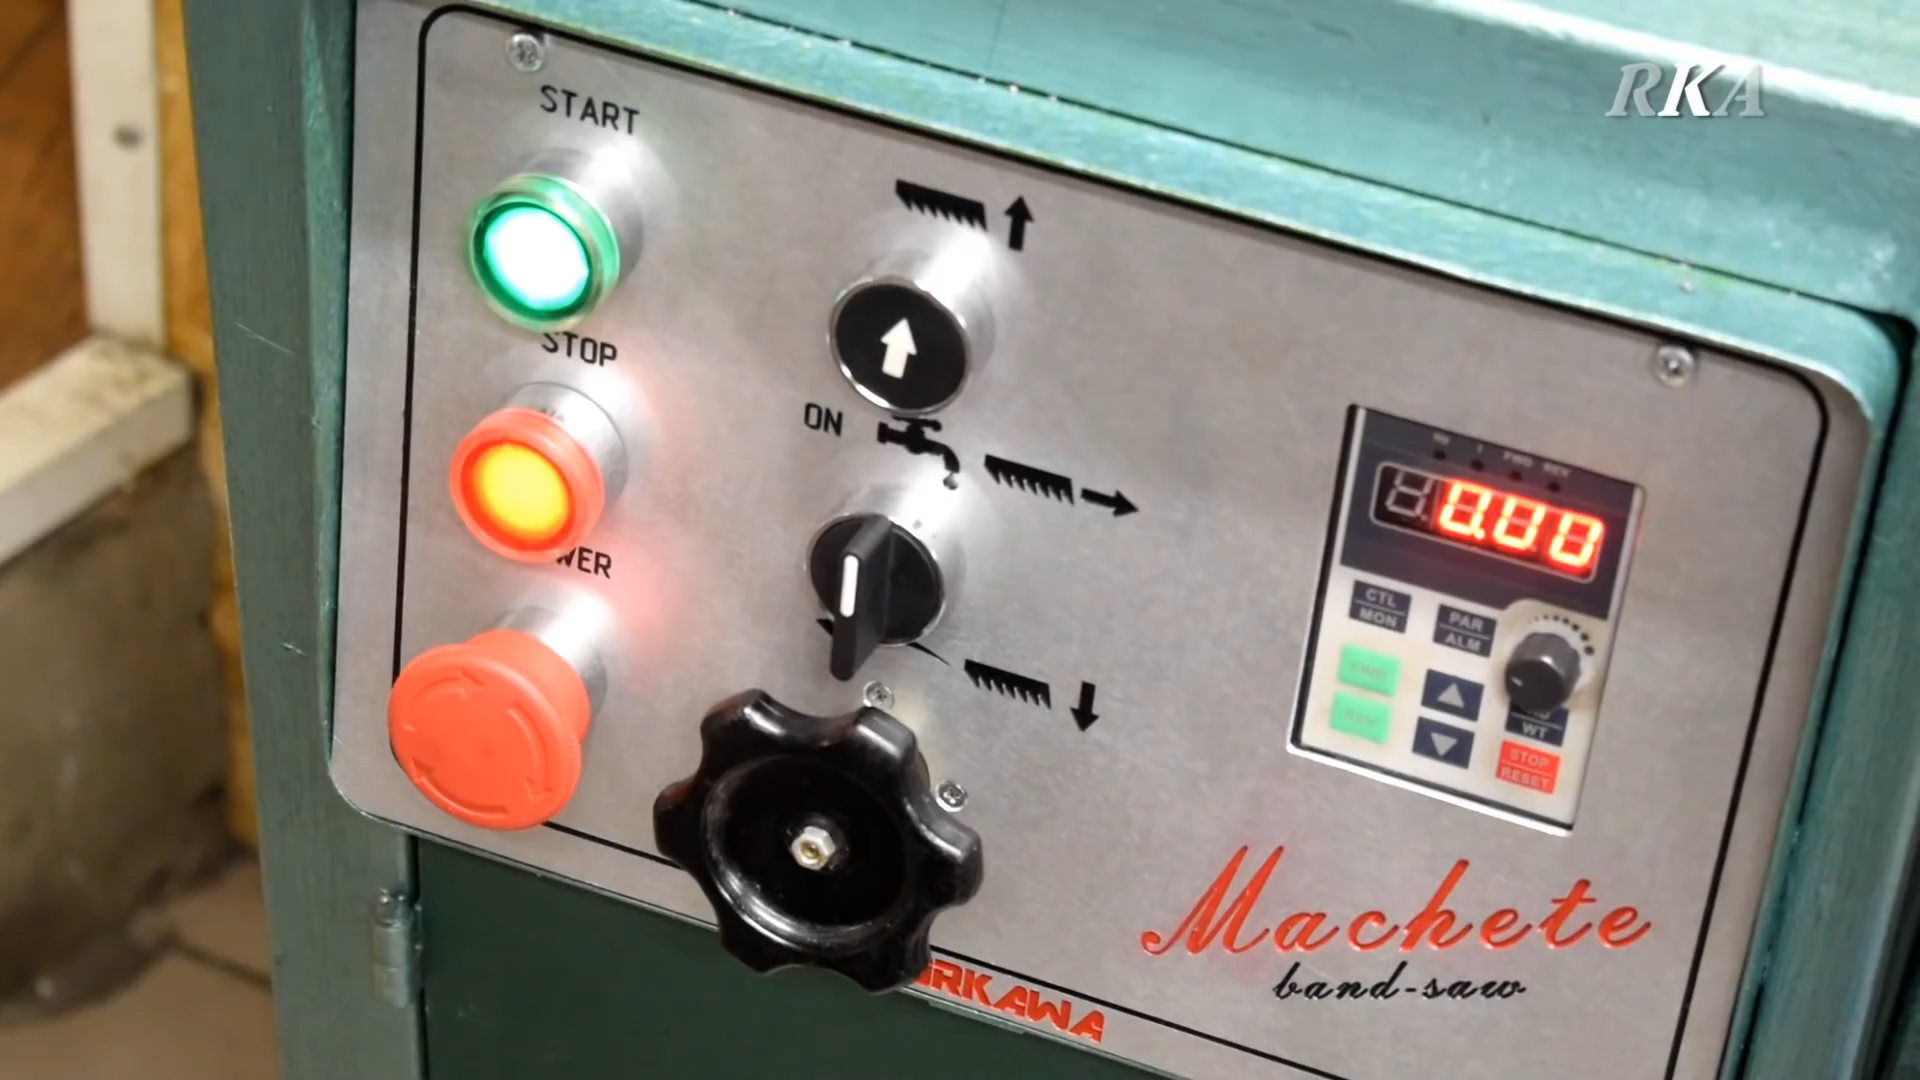 RKA
START
STOP
ON
0.00
CTL
MON
PAR
ALM
WT
STOP
RESET
Machete
band-saw